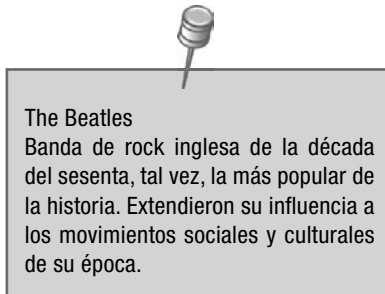 The Beatles
Banda de rock inglesa de la década
del sesenta, tal vez, la más popular de
la historia. Extendieron su influencia a
los movimientos sociales y culturales
de su época.